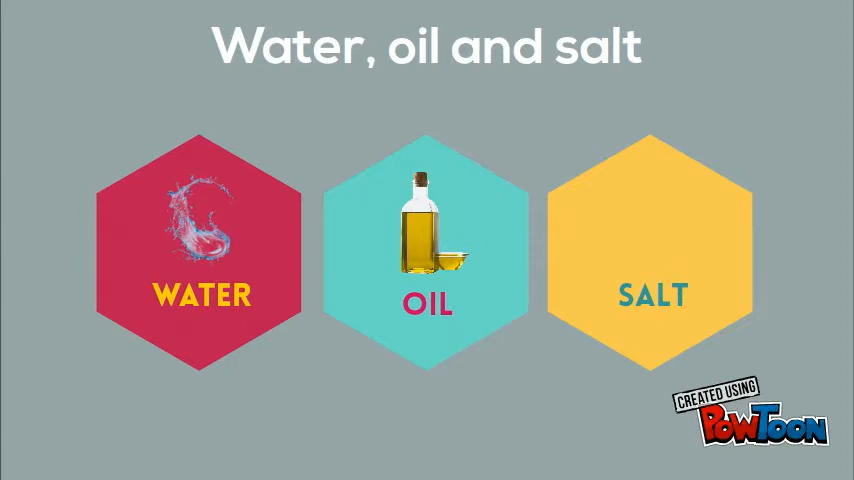 Water, oil and salt
WATER
OIL
SALT
CREATED USING
POWTOON